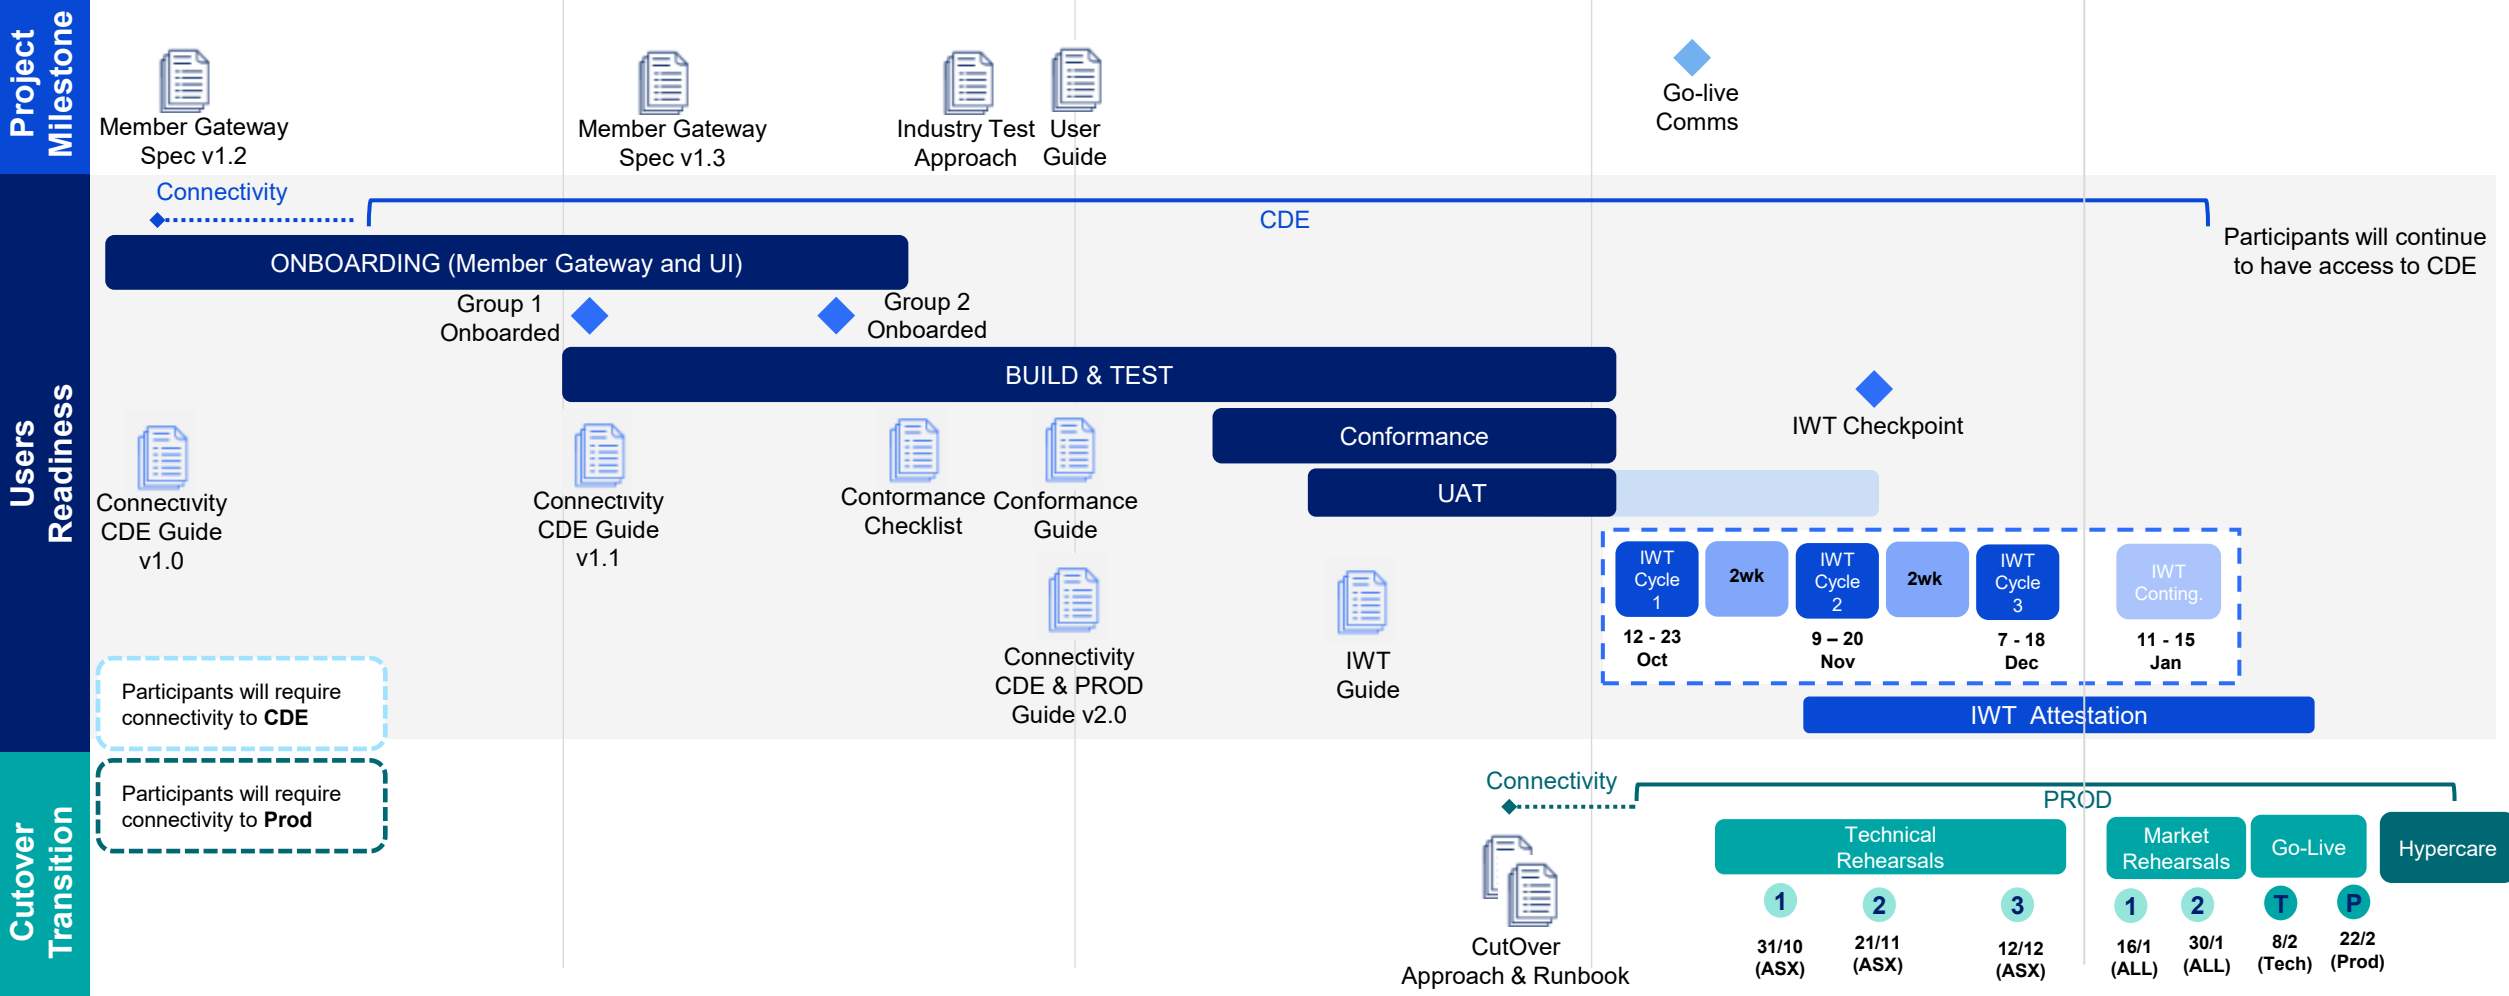 Project
Milestone
Member Gateway
Spec v1.2
Member Gateway
Spec v1.3
Industry Test
Approach
User
Guide
Go-live
Comms
Users
Readiness
Connectivity
CDE
Participants will continue
to have access to CDE
ONBOARDING (Member Gateway and UI)
Group 1
Onboarded
Group 2
Onboarded
BUILD & TEST
IWT Checkpoint
Conformance
UAT
Connectivity
CDE Guide
v1.0
Connectivity
CDE Guide
v1.1
Conformance
Checklist
Conformance
Guide
Connectivity
CDE & PROD
Guide v2.0
IWT
Guide
IWT
Cycle
1
2wk
IWT
Cycle
2
2wk
IWT
Cycle
3
IWT
Conting.
12 - 23
Oct
9 – 20
Nov
7 - 18
Dec
11 - 15
Jan
IWT Attestation
Participants will require
connectivity to CDE
Participants will require
connectivity to Prod
Cutover
Transition
Connectivity
PROD
CutOver
Approach & Runbook
Technical
Rehearsals
Market
Rehearsals
Go-Live
Hypercare
1
2
3
1
2
T
P
31/10
(ASX)
21/11
(ASX)
12/12
(ASX)
16/1
(ALL)
30/1
(ALL)
8/2
(Tech)
22/2
(Prod)